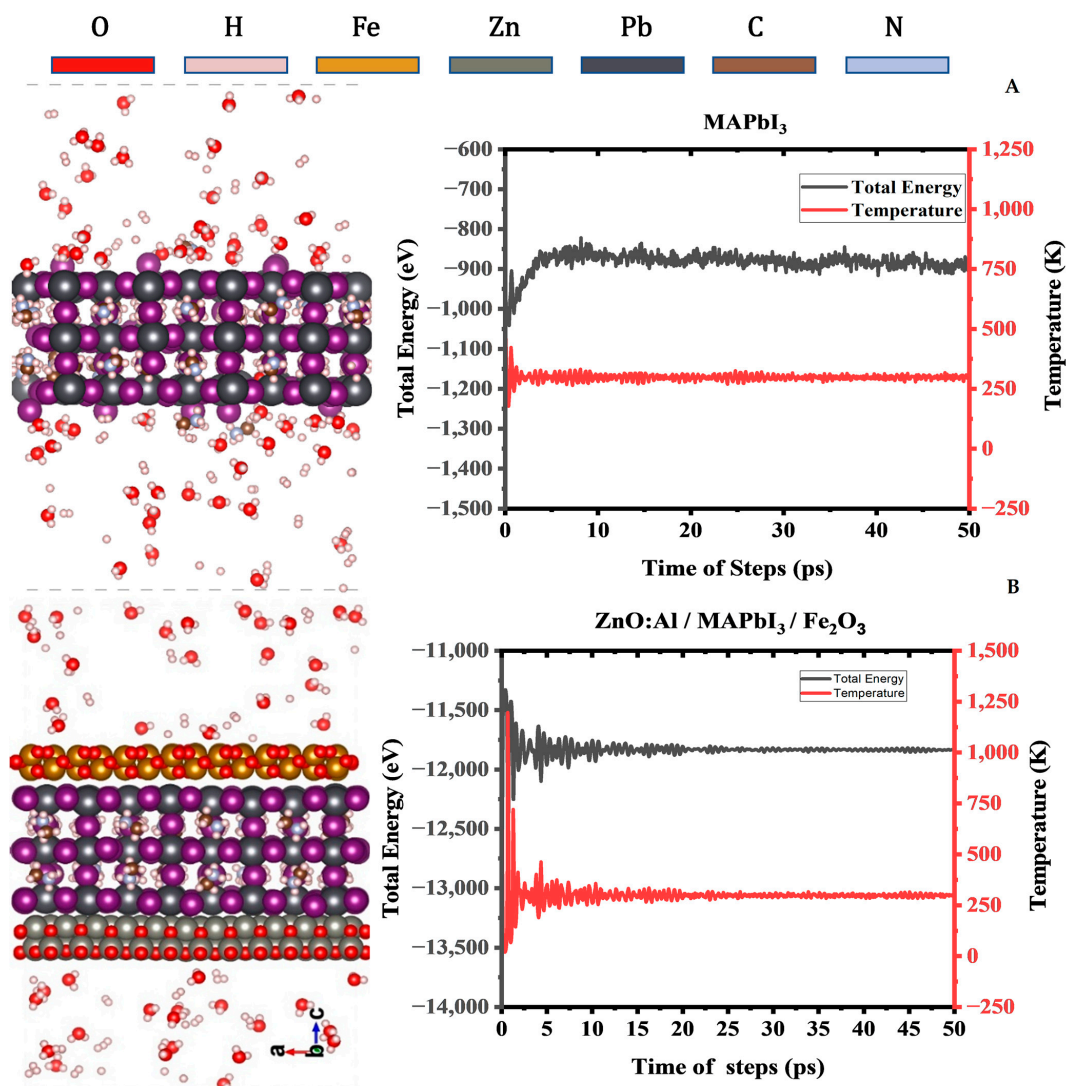 O H Fe Zn Pb C N
A
MAPbI₃
−600
−700
−800
−900
−1,000
−1,100
−1,200
−1,300
−1,400
−1,500
Total Energy (eV)
Total Energy
Temperature
1,250
1,000
750
500
250
0
−250
Temperature (K)
0 10 20 30 40 50
Time of Steps (ps)
B
ZnO:Al / MAPbI₃ / Fe₂O₃
−11,000
−11,500
−12,000
−12,500
−13,000
−13,500
−14,000
Total Energy (eV)
Total Energy
Temperature
1,500
1,250
1,000
750
500
250
0
−250
Temperature (K)
0 5 10 15 20 25 30 35 40 45 50
Time of steps (ps)
a b c